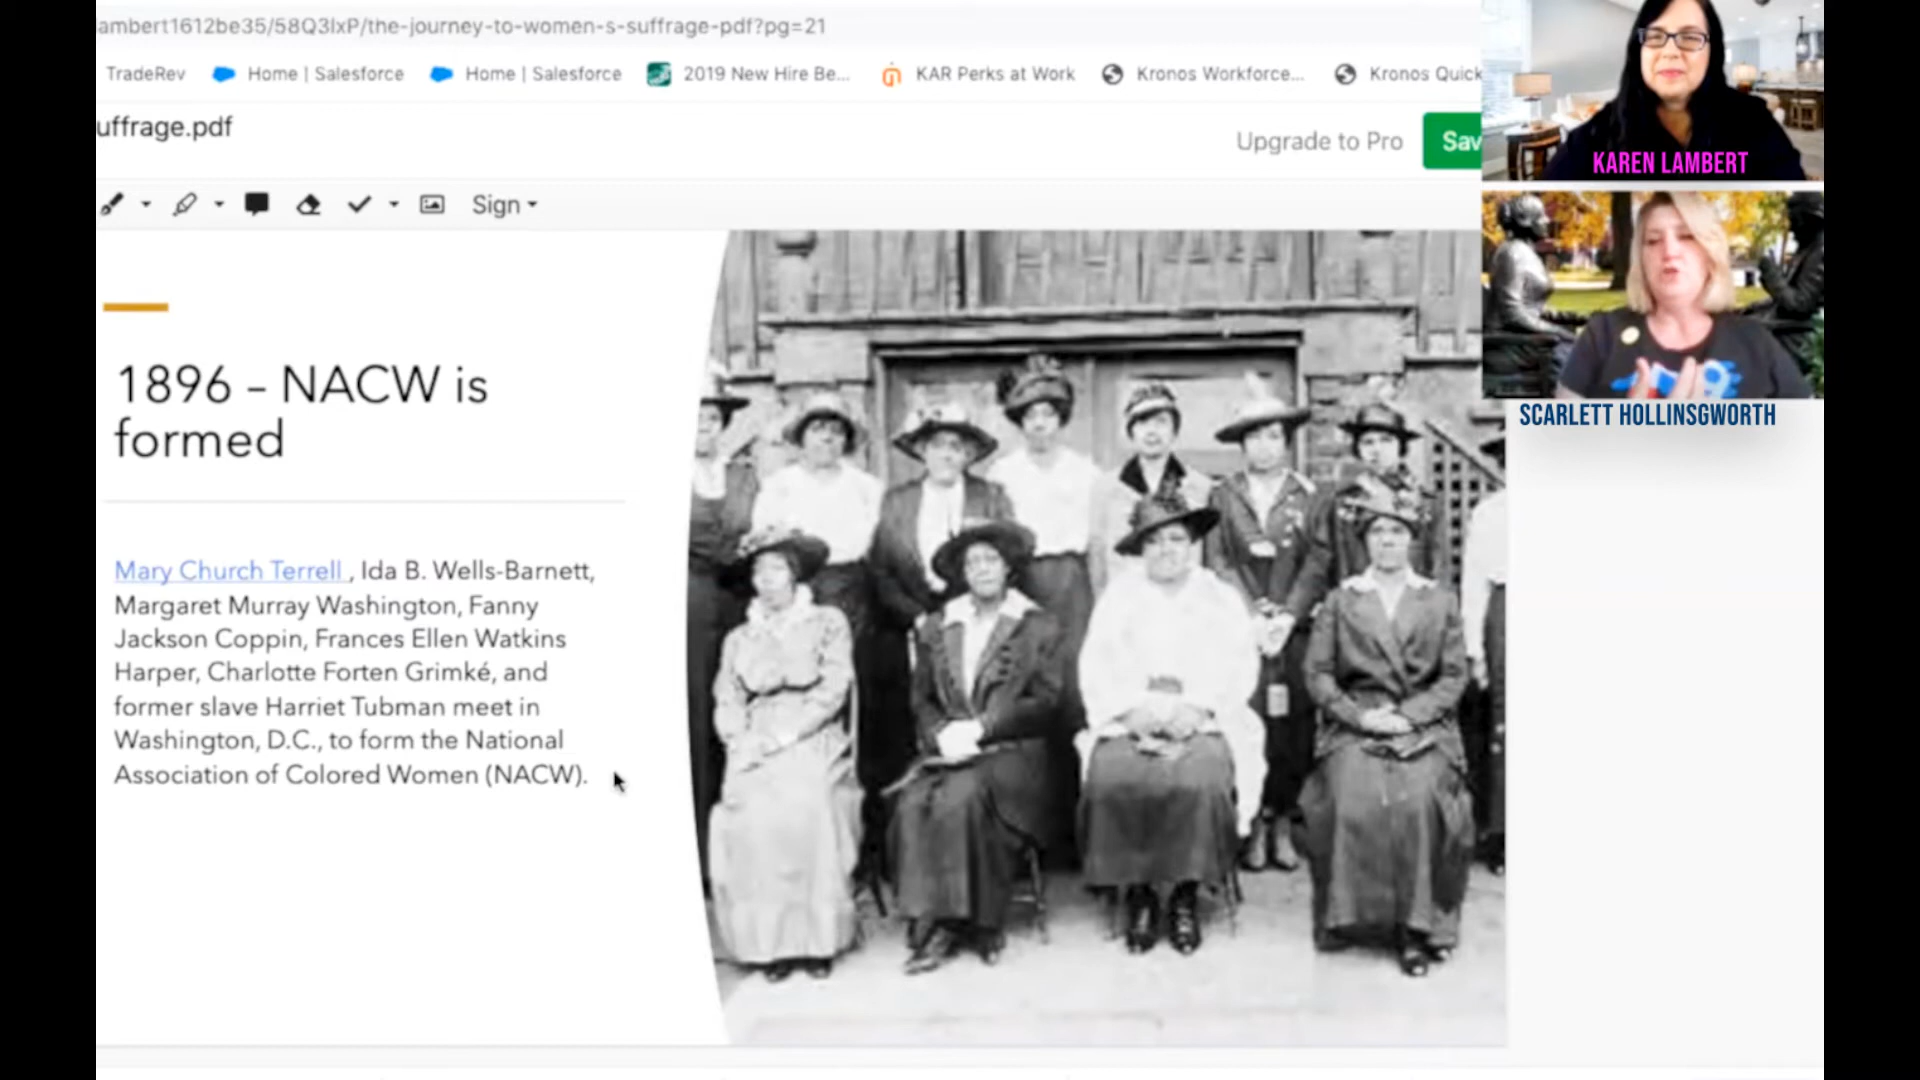 ambert1612be35/58Q3IxP/the-journey-to-women-s-suffrage-pdf?pg=21
TradeRev Home | Salesforce Home | Salesforce 2019 New Hire Be... KAR Perks at Work Kronos Workforce... Kronos Quick
uffrage.pdf
Upgrade to Pro Sav
KAREN LAMBERT
Sign
1896 – NACW is
formed
SCARLETT HOLLINSGWORTH
Mary Church Terrell , Ida B. Wells-Barnett,
Margaret Murray Washington, Fanny
Jackson Coppin, Frances Ellen Watkins
Harper, Charlotte Forten Grimké, and
former slave Harriet Tubman meet in
Washington, D.C., to form the National
Association of Colored Women (NACW).